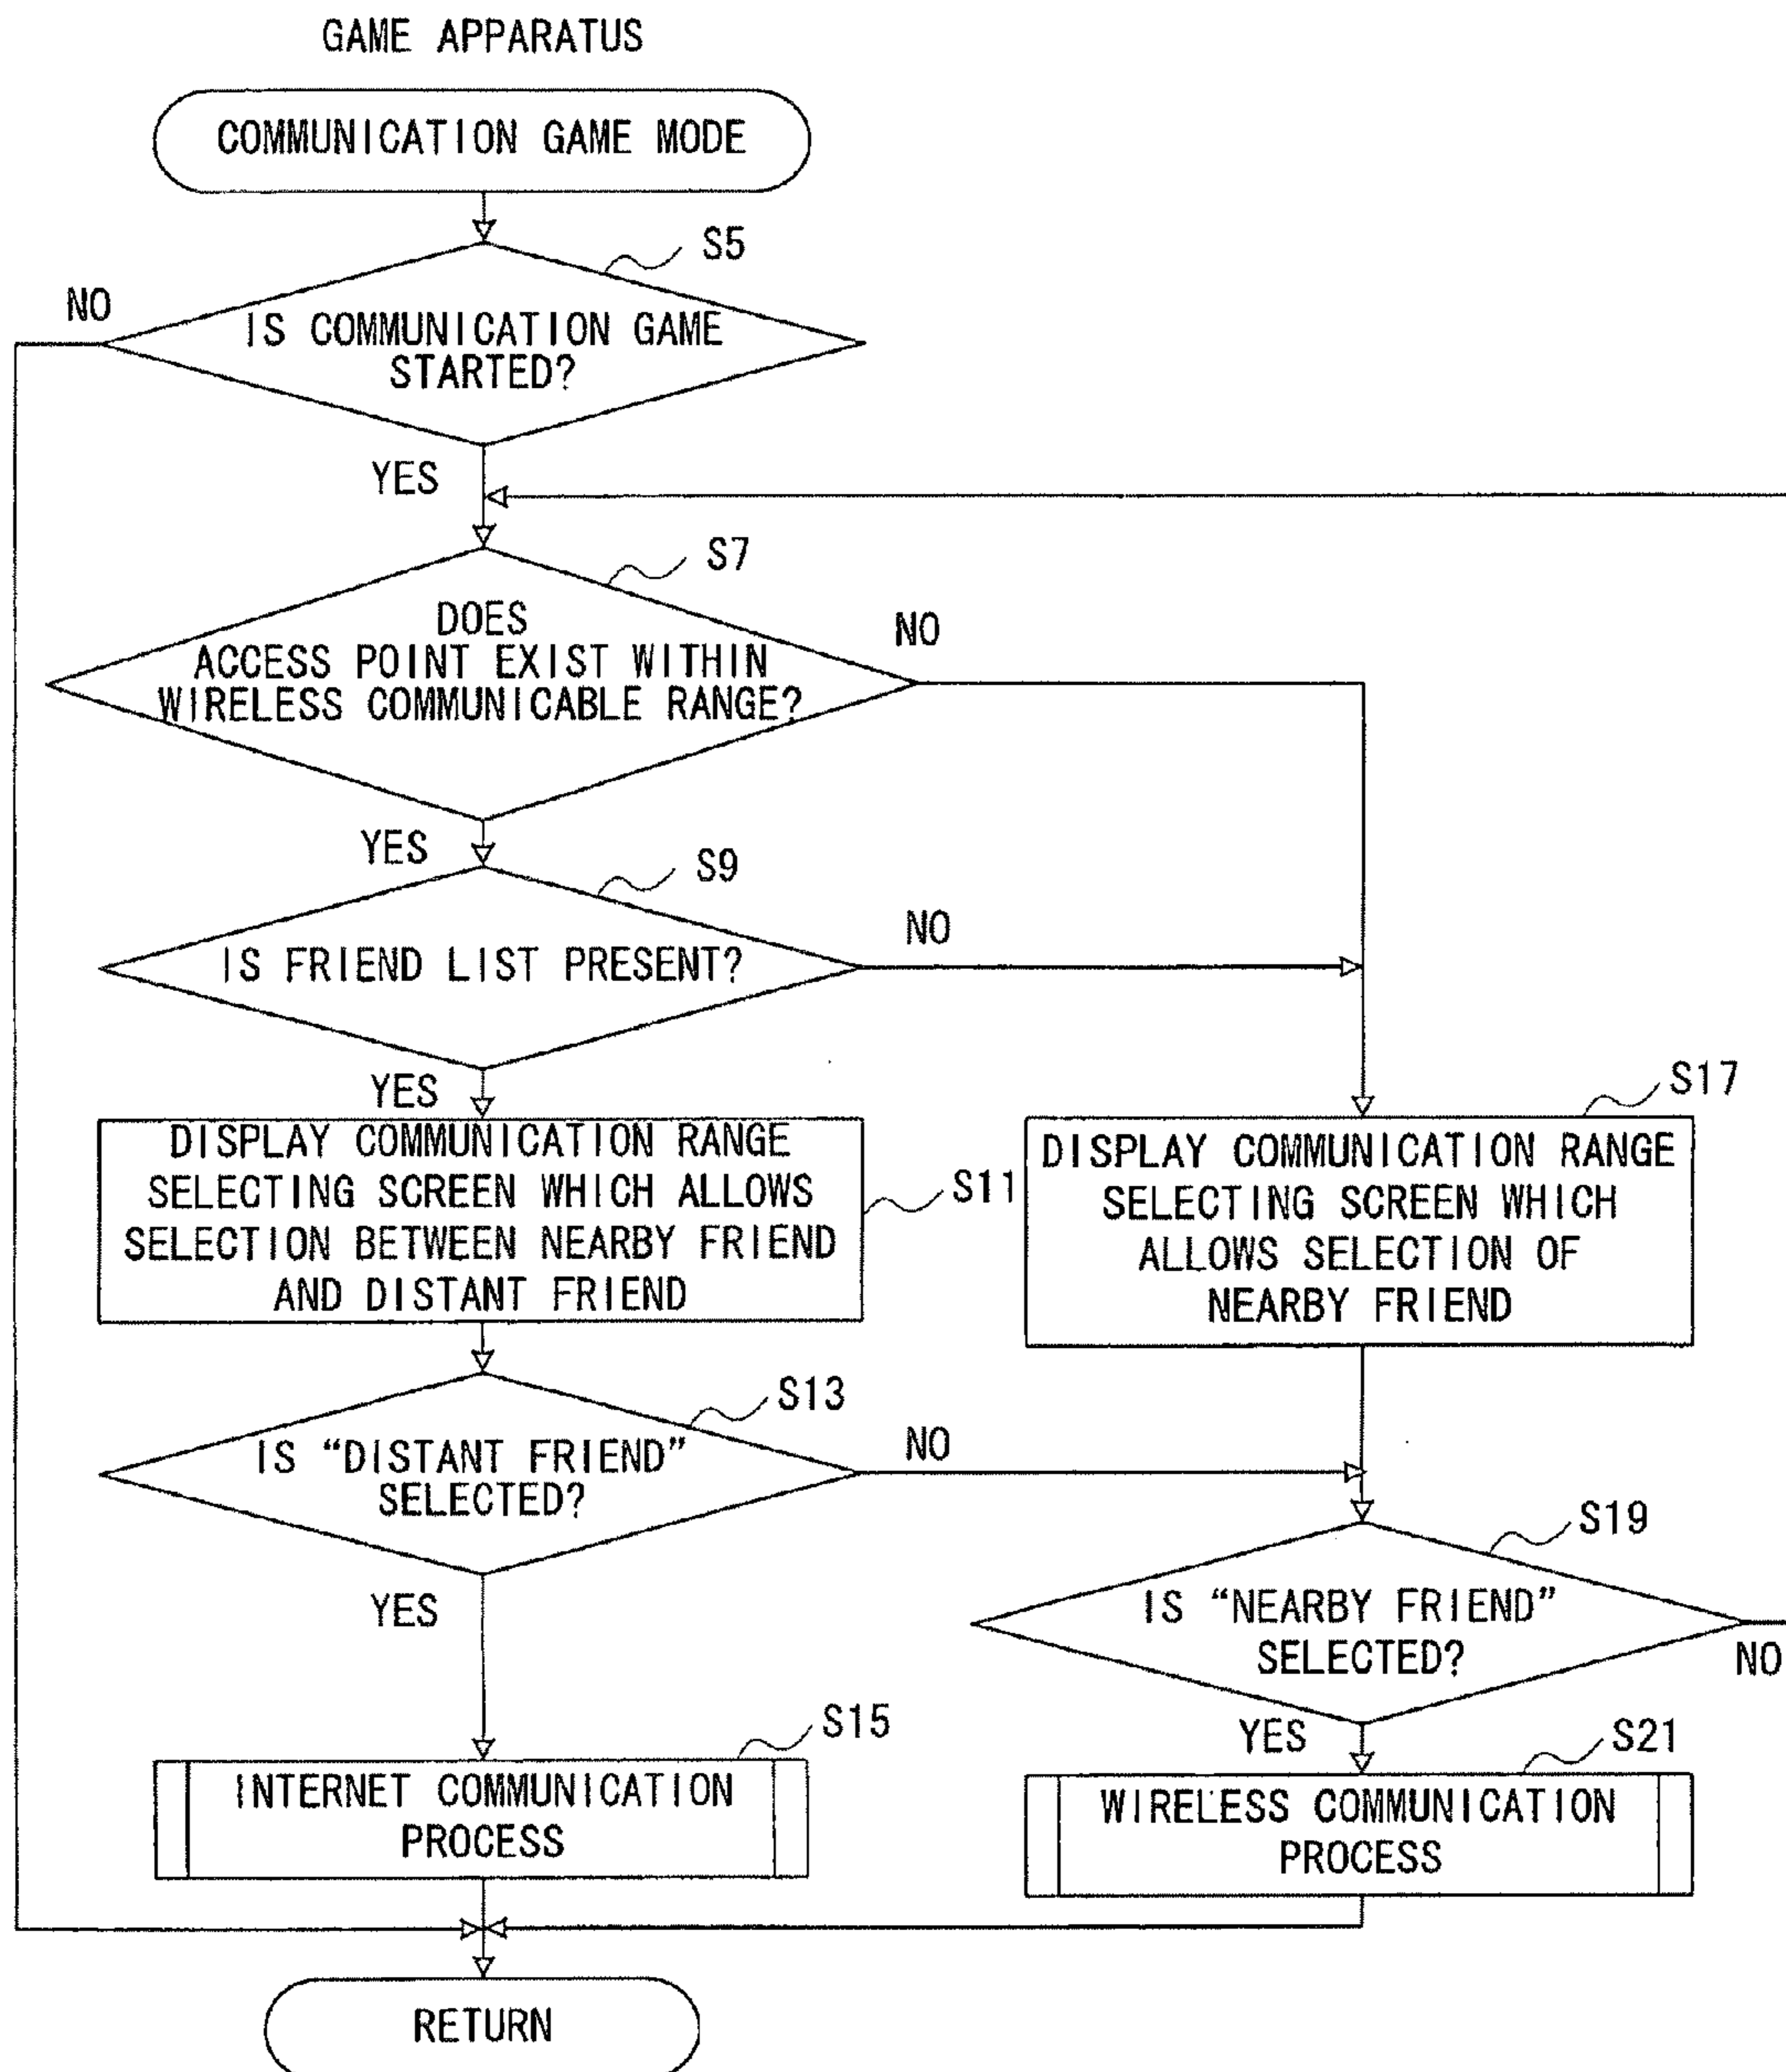 GAME APPARATUS
COMMUNICATION GAME MODE
S5
NO
IS COMMUNICATION GAME
STARTED?
YES
S7
DOES
ACCESS POINT EXIST WITHIN
WIRELESS COMMUNICABLE RANGE?
NO
YES
S9
IS FRIEND LIST PRESENT?
NO
YES
DISPLAY COMMUNICATION RANGE
SELECTING SCREEN WHICH ALLOWS
SELECTION BETWEEN NEARBY FRIEND
AND DISTANT FRIEND
S11
S17
DISPLAY COMMUNICATION RANGE
SELECTING SCREEN WHICH
ALLOWS SELECTION OF
NEARBY FRIEND
S13
IS “DISTANT FRIEND”
SELECTED?
NO
YES
S19
IS “NEARBY FRIEND”
SELECTED?
NO
YES
S15
INTERNET COMMUNICATION
PROCESS
S21
WIRELESS COMMUNICATION
PROCESS
RETURN